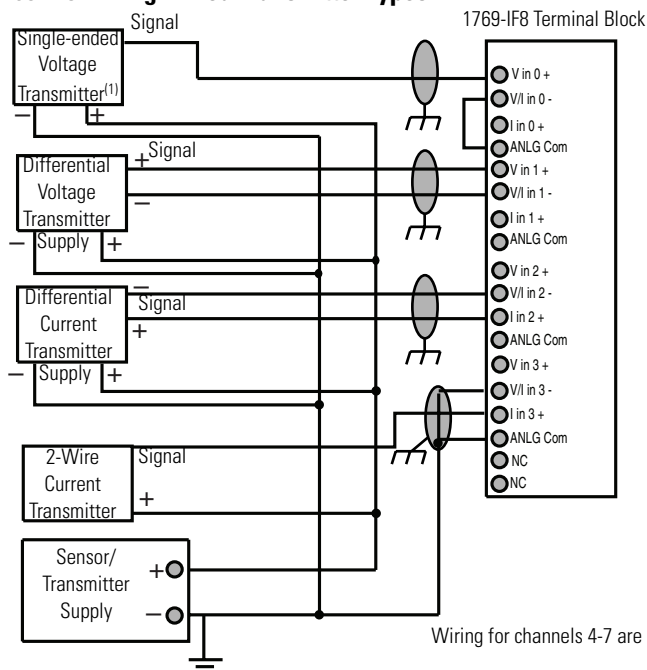 1769-IF8 Terminal Block
Single-ended
Voltage
Transmitter(1)
Signal
− +
Differential
Voltage
Transmitter
+ Signal
−
− Supply +
Differential
Current
Transmitter
−
Signal
+
− Supply +
2-Wire
Current
Transmitter
Signal
+
Sensor/
Transmitter
Supply
+
−
V in 0 +
V/I in 0 -
I in 0 +
ANLG Com
V in 1 +
V/I in 1 -
I in 1 +
ANLG Com
V in 2 +
V/I in 2 -
I in 2 +
ANLG Com
V in 3 +
V/I in 3 -
I in 3 +
ANLG Com
NC
NC
Wiring for channels 4-7 are